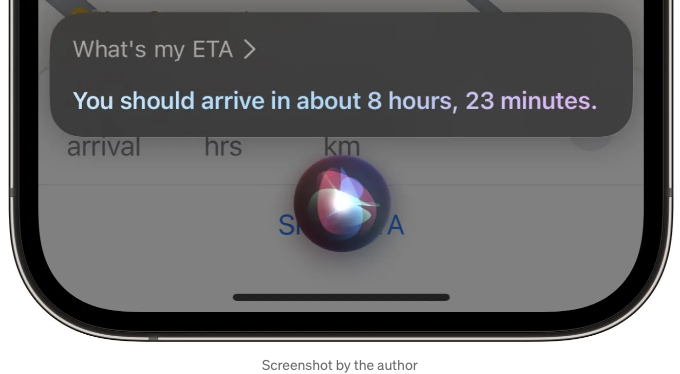 What's my ETA >
You should arrive in about 8 hours, 23 minutes.
arrival hrs km
Screenshot by the author